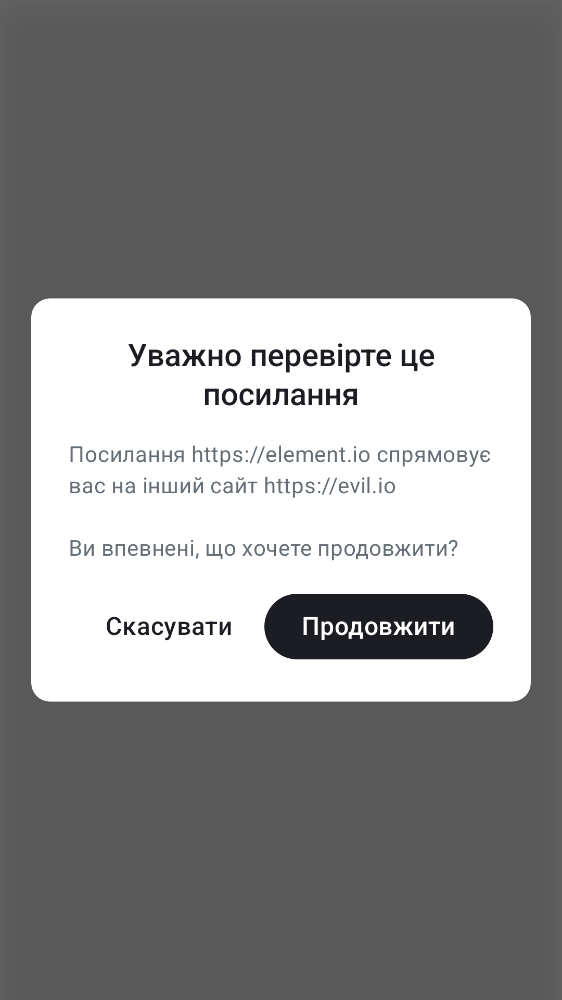 Уважно перевірте це
посилання
Посилання https://element.io спрямовує
вас на інший сайт https://evil.io
Ви впевнені, що хочете продовжити?
Скасувати
Продовжити